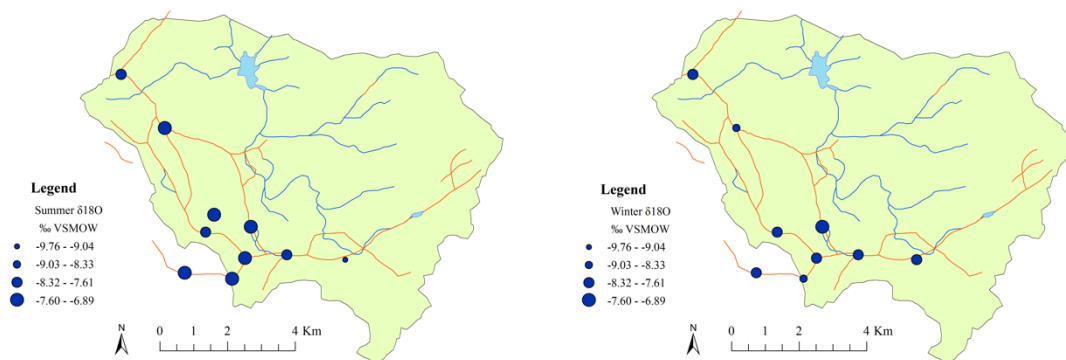 Legend
Summer δ18O
‰ VSMOW
-9.76 - -9.04
-9.03 - -8.33
-8.32 - -7.61
-7.60 - -6.89
N
0 1 2 4 Km
Legend
Winter δ18O
‰ VSMOW
-9.76 - -9.04
-9.03 - -8.33
-8.32 - -7.61
-7.60 - -6.89
N
0 1 2 4 Km